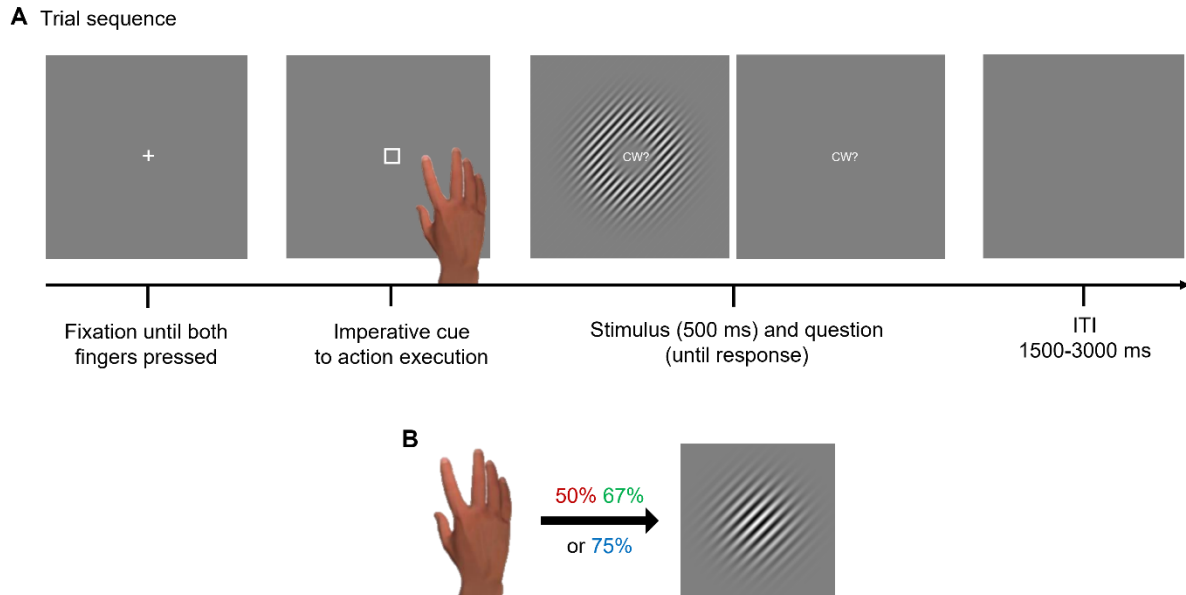 A Trial sequence
+
CW?
CW?
Fixation until both
fingers pressed
Imperative cue
to action execution
Stimulus (500 ms) and question
(until response)
ITI
1500-3000 ms
B
50% 67%
or 75%